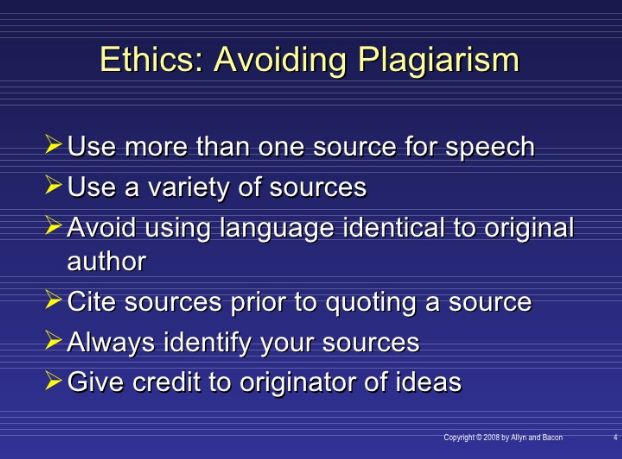 Ethics: Avoiding Plagiarism
Use more than one source for speech
Use a variety of sources
Avoid using language identical to original
author
Cite sources prior to quoting a source
Always identify your sources
Give credit to originator of ideas
Copyright © 2008 by Allyn and Bacon
4